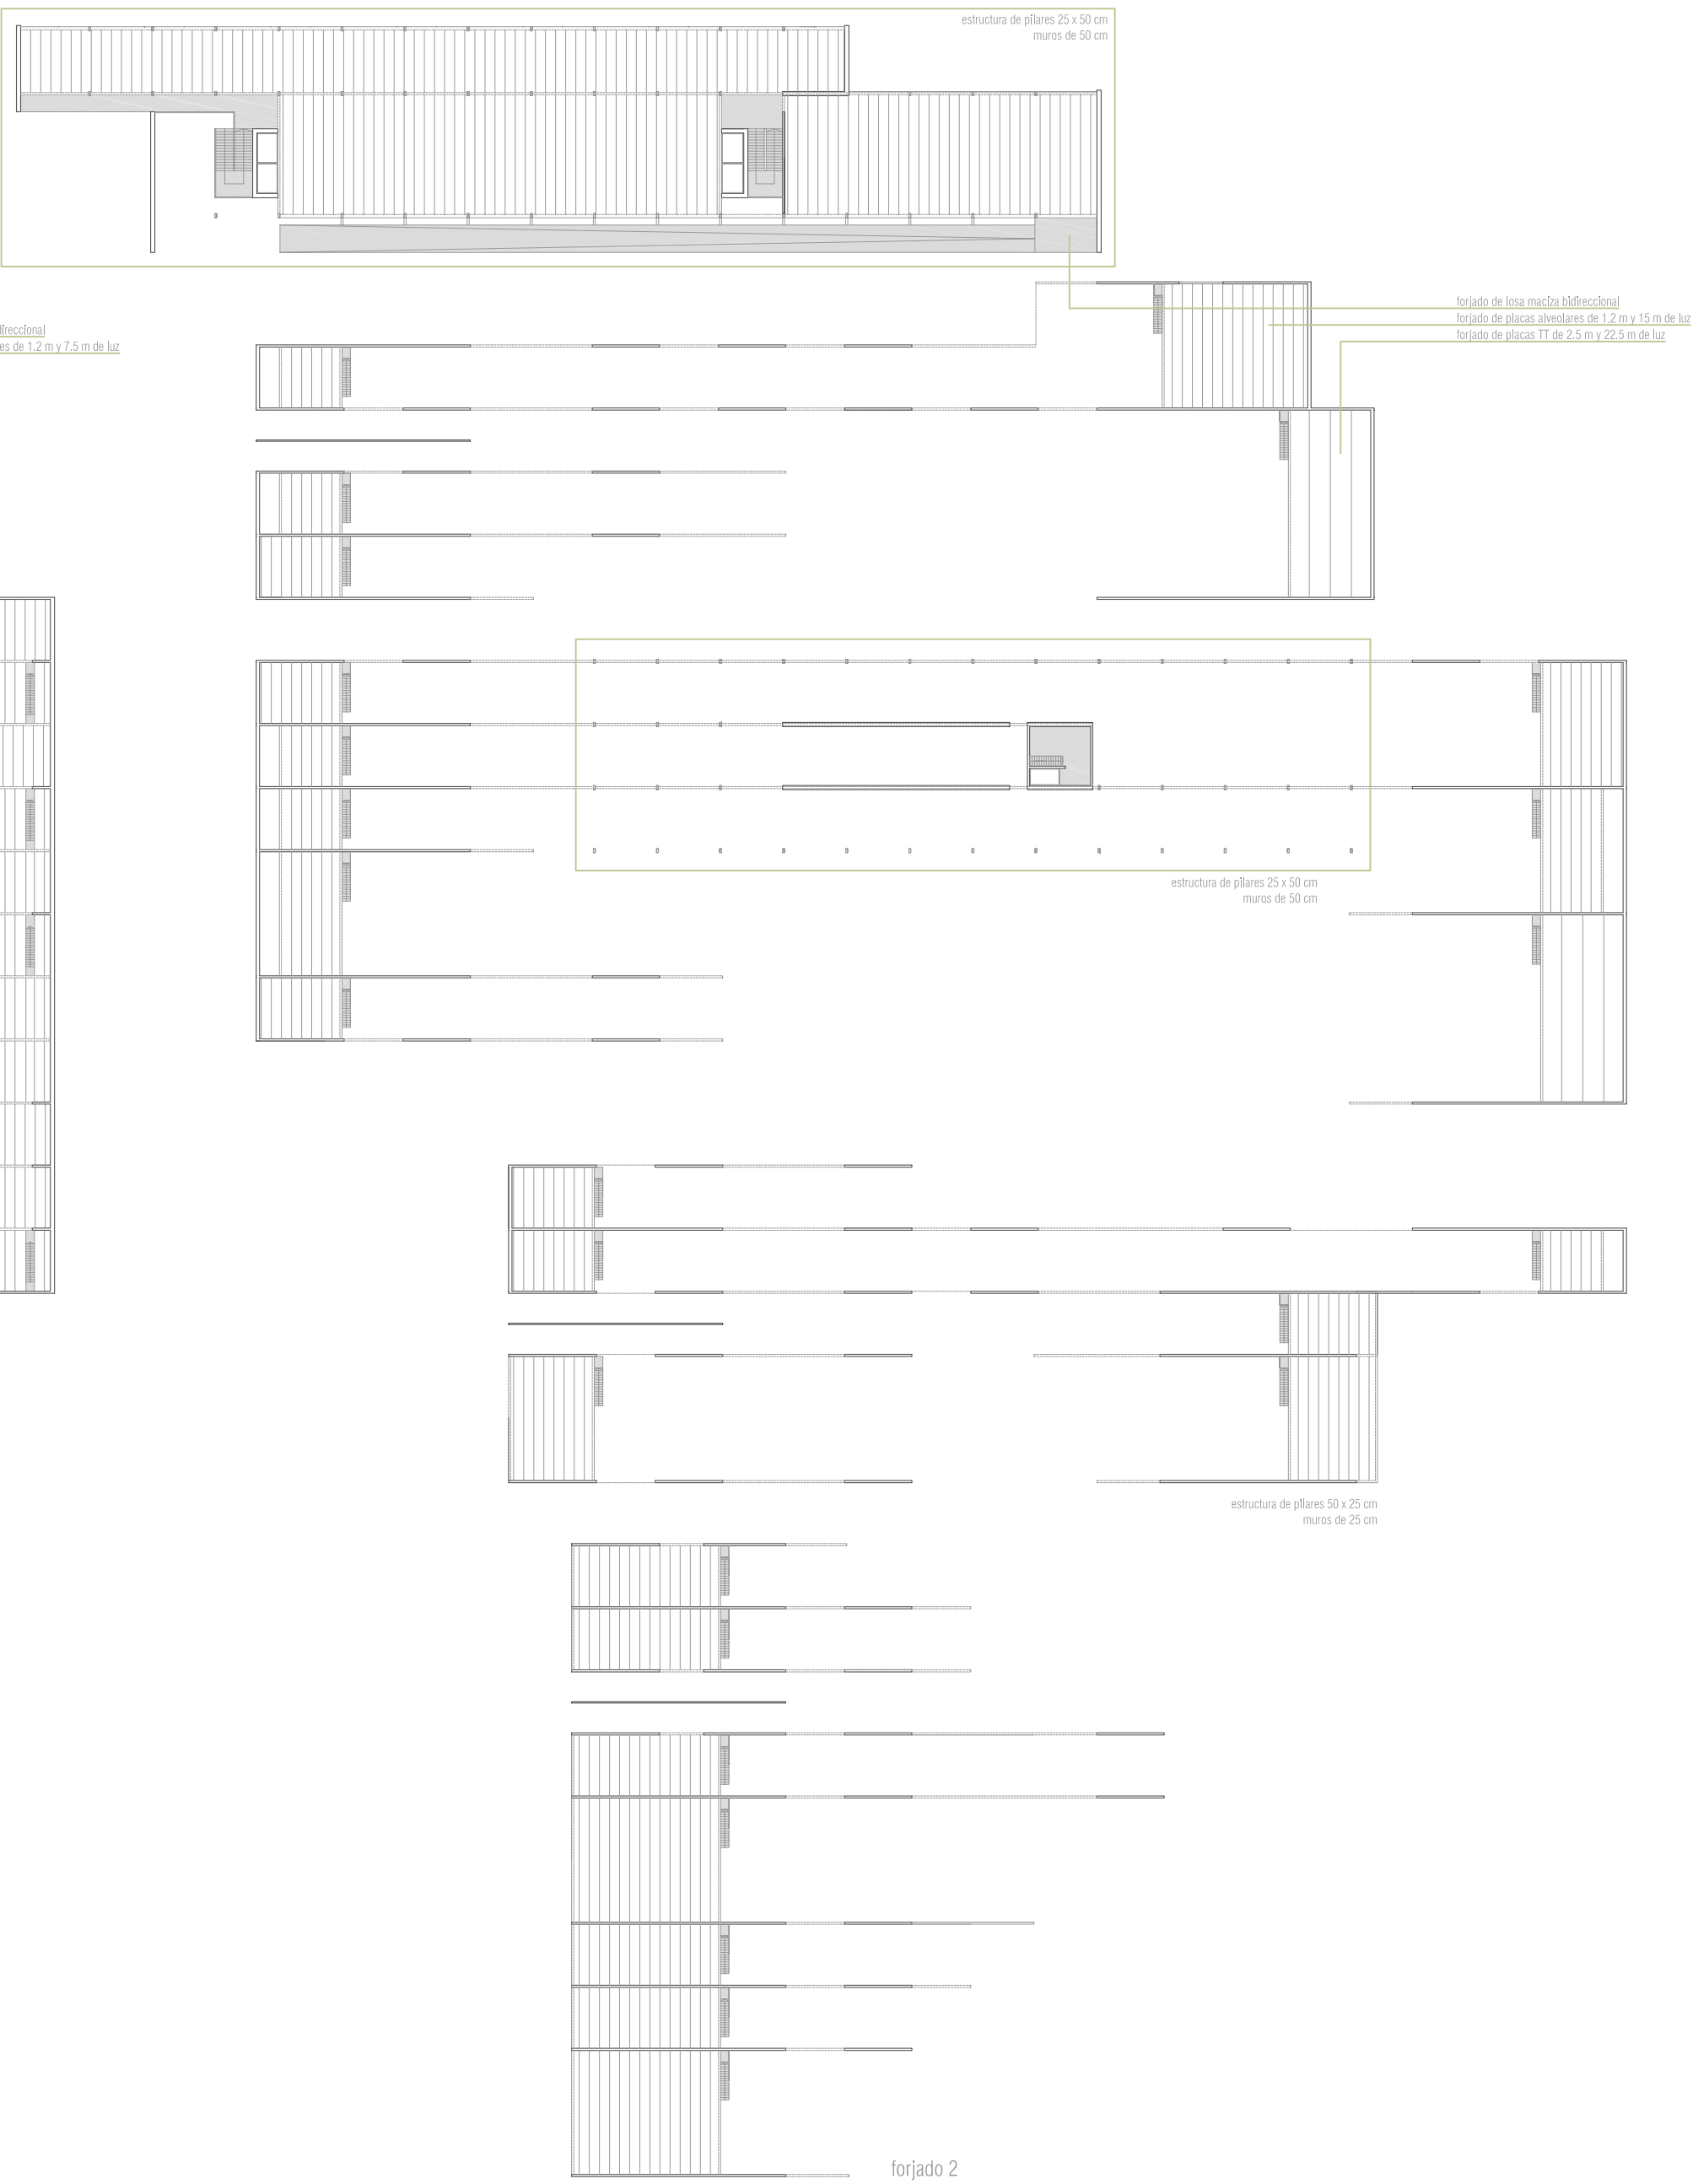 estructura de pilares 25 x 50 cm
muros de 50 cm
forjado de losa maciza bidireccional
forjado de placas alveolares de 1.2 m y 15 m de luz
forjado de placas TT de 2.5 m y 22.5 m de luz
direccional
es de 1.2 m y 7.5 m de luz
estructura de pilares 25 x 50 cm
muros de 50 cm
estructura de pilares 50 x 25 cm
muros de 25 cm
forjado 2